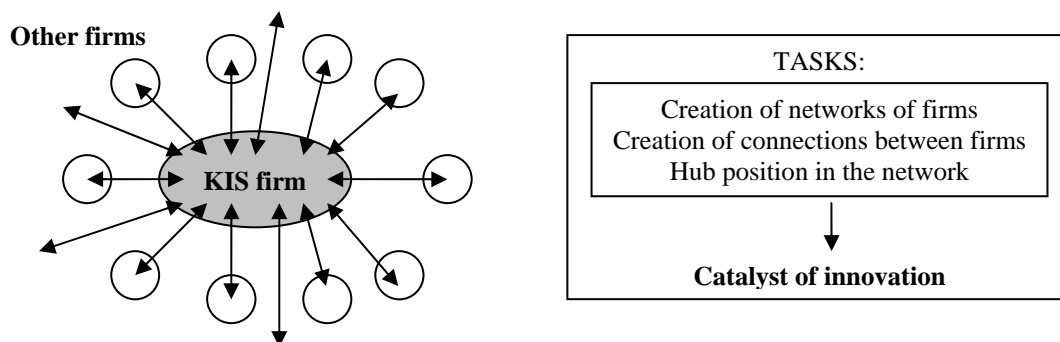 Other firms
KIS firm
TASKS:
Creation of networks of firms
Creation of connections between firms
Hub position in the network
Catalyst of innovation